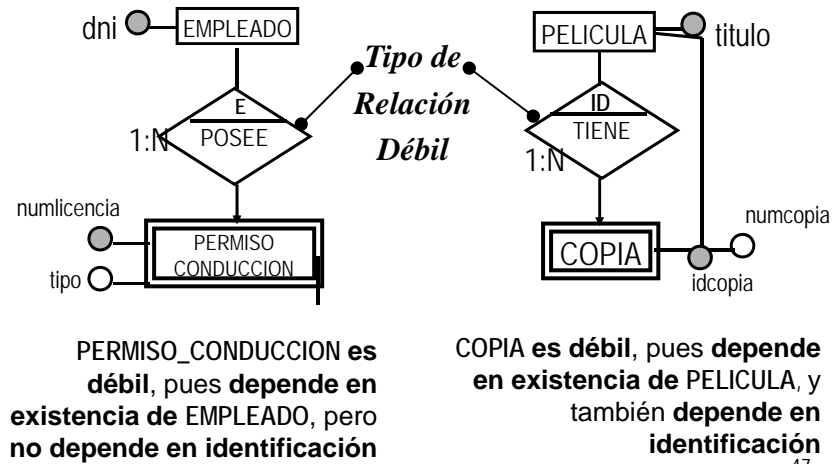 dni
EMPLEADO
E
POSEE
1:N
numlicencia
tipo
PERMISO
CONDUCCION
Tipo de
Relación
Débil
PELICULA
titulo
ID
TIENE
1:N
COPIA
numcopia
idcopia
PERMISO_CONDUCCION es
débil, pues depende en
existencia de EMPLEADO, pero
no depende en identificación
COPIA es débil, pues depende
en existencia de PELICULA, y
también depende en
identificación
47